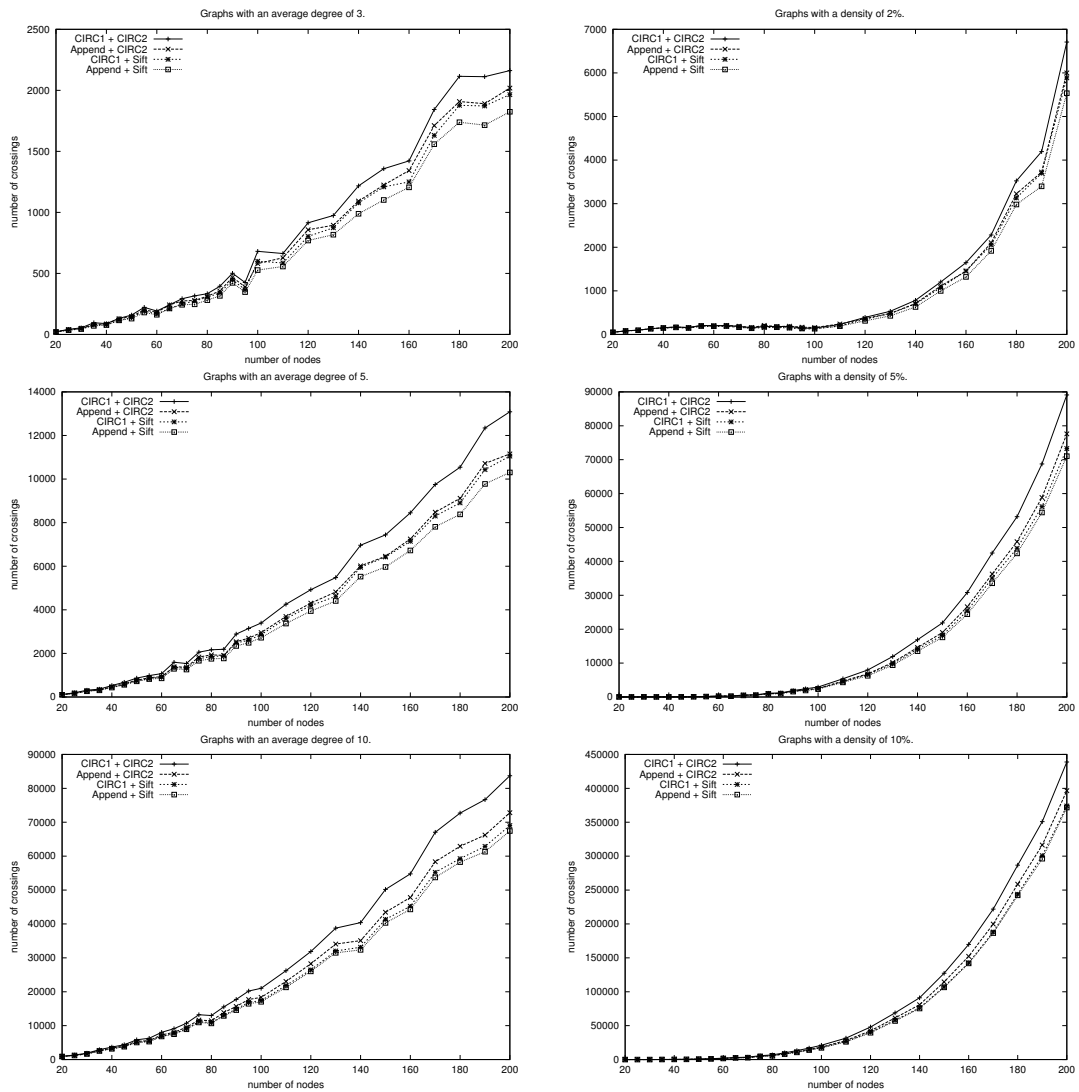 Graphs with an average degree of 3.
2500
2000
1500
1000
500
0
number of crossings
CIRC1 + CIRC2
Append + CIRC2
CIRC1 + Sift
Append + Sift
20 40 60 80 100 120 140 160 180 200
number of nodes
Graphs with a density of 2%.
7000
6000
5000
4000
3000
2000
1000
0
number of crossings
CIRC1 + CIRC2
Append + CIRC2
CIRC1 + Sift
Append + Sift
20 40 60 80 100 120 140 160 180 200
number of nodes
Graphs with an average degree of 5.
14000
12000
10000
8000
6000
4000
2000
0
number of crossings
CIRC1 + CIRC2
Append + CIRC2
CIRC1 + Sift
Append + Sift
20 40 60 80 100 120 140 160 180 200
number of nodes
Graphs with a density of 5%.
90000
80000
70000
60000
50000
40000
30000
20000
10000
0
number of crossings
CIRC1 + CIRC2
Append + CIRC2
CIRC1 + Sift
Append + Sift
20 40 60 80 100 120 140 160 180 200
number of nodes
Graphs with an average degree of 10.
90000
80000
70000
60000
50000
40000
30000
20000
10000
0
number of crossings
CIRC1 + CIRC2
Append + CIRC2
CIRC1 + Sift
Append + Sift
20 40 60 80 100 120 140 160 180 200
number of nodes
Graphs with a density of 10%.
450000
400000
350000
300000
250000
200000
150000
100000
50000
0
number of crossings
CIRC1 + CIRC2
Append + CIRC2
CIRC1 + Sift
Append + Sift
20 40 60 80 100 120 140 160 180 200
number of nodes